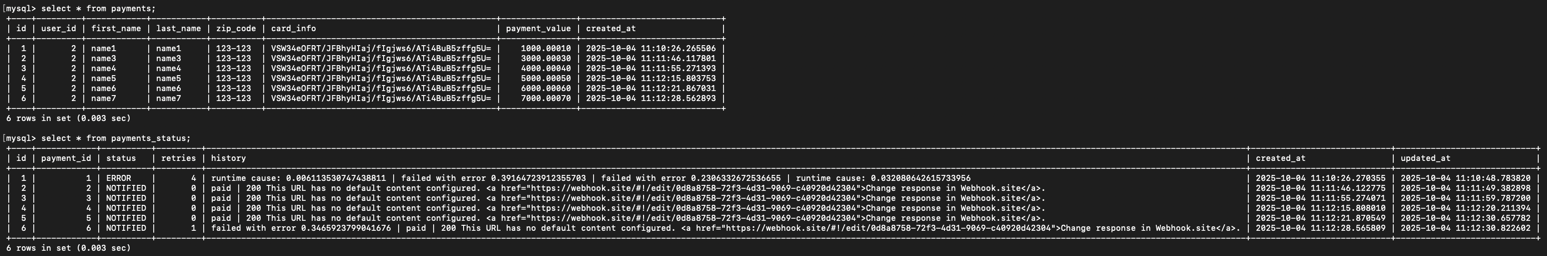 [mysql> select * from payments;
+----+---------+------------+-----------+----------+----------------------------------------------+---------------+----------------------------+
| id | user_id | first_name | last_name | zip_code | card_info                                    | payment_value | created_at                 |
+----+---------+------------+-----------+----------+----------------------------------------------+---------------+----------------------------+
|  1 |       2 | name1      | name1     | 123-123  | VSW34eOFRT/JFBhyHIaj/fIgjws6/ATi4BuB5zffg5U= |    1000.00010 | 2025-10-04 11:10:26.265506 |
|  2 |       2 | name3      | name3     | 123-123  | VSW34eOFRT/JFBhyHIaj/fIgjws6/ATi4BuB5zffg5U= |    3000.00030 | 2025-10-04 11:11:46.117801 |
|  3 |       2 | name4      | name4     | 123-123  | VSW34eOFRT/JFBhyHIaj/fIgjws6/ATi4BuB5zffg5U= |    4000.00040 | 2025-10-04 11:11:55.271393 |
|  4 |       2 | name5      | name5     | 123-123  | VSW34eOFRT/JFBhyHIaj/fIgjws6/ATi4BuB5zffg5U= |    5000.00050 | 2025-10-04 11:12:15.803753 |
|  5 |       2 | name6      | name6     | 123-123  | VSW34eOFRT/JFBhyHIaj/fIgjws6/ATi4BuB5zffg5U= |    6000.00060 | 2025-10-04 11:12:21.867031 |
|  6 |       2 | name7      | name7     | 123-123  | VSW34eOFRT/JFBhyHIaj/fIgjws6/ATi4BuB5zffg5U= |    7000.00070 | 2025-10-04 11:12:28.562893 |
+----+---------+------------+-----------+----------+----------------------------------------------+---------------+----------------------------+
6 rows in set (0.003 sec)
[mysql> select * from payments_status;
| id | payment_id | status   | retries | history | created_at                 | updated_at                 |
|  1 |          1 | ERROR    |       4 | runtime cause: 0.006113530747438811 | failed with error 0.39164723912355703 | failed with error 0.2306332672536655 | runtime cause: 0.032080642615733956 | 2025-10-04 11:10:26.270355 | 2025-10-04 11:10:48.783820 |
|  2 |          2 | NOTIFIED |       0 | paid | 200 This URL has no default content configured. <a href="https://webhook.site/#!/edit/0d8a8758-72f3-4d31-9069-c40920d42304">Change response in Webhook.site</a>. | 2025-10-04 11:11:46.122775 | 2025-10-04 11:11:49.382898 |
|  3 |          3 | NOTIFIED |       0 | paid | 200 This URL has no default content configured. <a href="https://webhook.site/#!/edit/0d8a8758-72f3-4d31-9069-c40920d42304">Change response in Webhook.site</a>. | 2025-10-04 11:11:55.274071 | 2025-10-04 11:11:59.787200 |
|  4 |          4 | NOTIFIED |       0 | paid | 200 This URL has no default content configured. <a href="https://webhook.site/#!/edit/0d8a8758-72f3-4d31-9069-c40920d42304">Change response in Webhook.site</a>. | 2025-10-04 11:12:15.808010 | 2025-10-04 11:12:20.211394 |
|  5 |          5 | NOTIFIED |       0 | paid | 200 This URL has no default content configured. <a href="https://webhook.site/#!/edit/0d8a8758-72f3-4d31-9069-c40920d42304">Change response in Webhook.site</a>. | 2025-10-04 11:12:21.870549 | 2025-10-04 11:12:30.657782 |
|  6 |          6 | NOTIFIED |       1 | failed with error 0.3465923799041676 | paid | 200 This URL has no default content configured. <a href="https://webhook.site/#!/edit/0d8a8758-72f3-4d31-9069-c40920d42304">Change response in Webhook.site</a>. | 2025-10-04 11:12:28.565809 | 2025-10-04 11:12:30.822602 |
6 rows in set (0.003 sec)